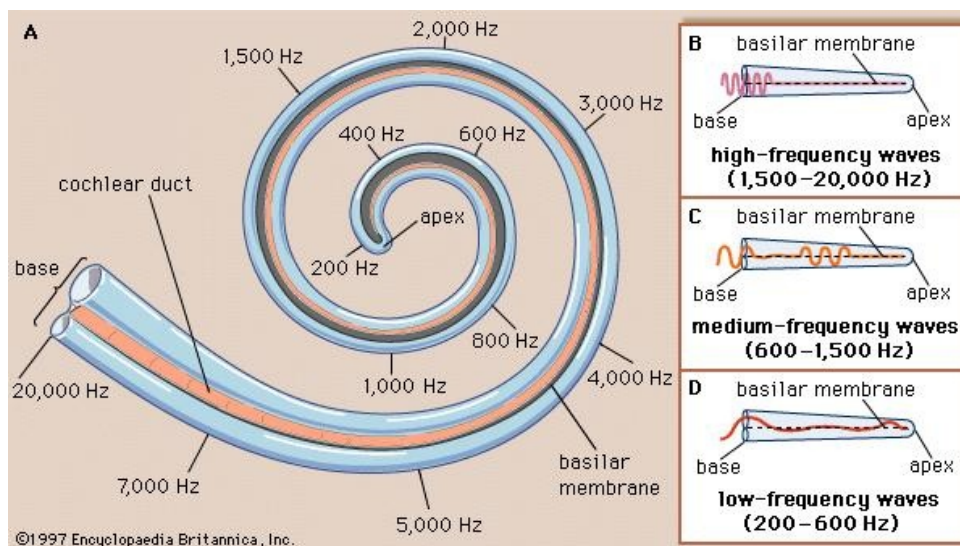 A
2,000 Hz
1,500 Hz
3,000 Hz
400 Hz
600 Hz
cochlear duct
apex
200 Hz
base
800 Hz
1,000 Hz
4,000 Hz
20,000 Hz
7,000 Hz
basilar
membrane
5,000 Hz
©1997 Encyclopaedia Britannica, Inc.
B
basilar membrane
base
apex
high-frequency waves
(1,500–20,000 Hz)
C
basilar membrane
base
apex
medium-frequency waves
(600–1,500 Hz)
D
basilar membrane
base
apex
low-frequency waves
(200–600 Hz)